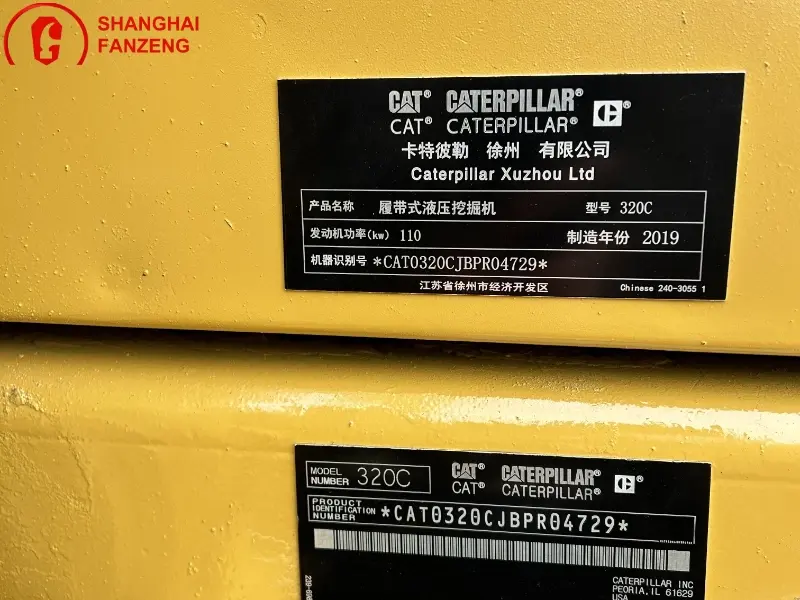 SHANGHAI
FANZENG
CAT® CATERPILLAR®
CAT® CATERPILLAR®
卡特彼勒 徐州 有限公司
Caterpillar Xuzhou Ltd
产品名称 履带式液压挖掘机 型号 320C
发动机功率(kw) 110 制造年份 2019
机器识别号 *CAT0320CJBPR04729*
江苏省徐州市经济开发区 Chinese 240-3055 1
MODEL NUMBER 320C CAT® CATERPILLAR®
CAT® CATERPILLAR®
PRODUCT
IDENTIFICATION
NUMBER *CAT0320CJBPR04729*
CATERPILLAR INC
PEORIA, IL 61629
USA